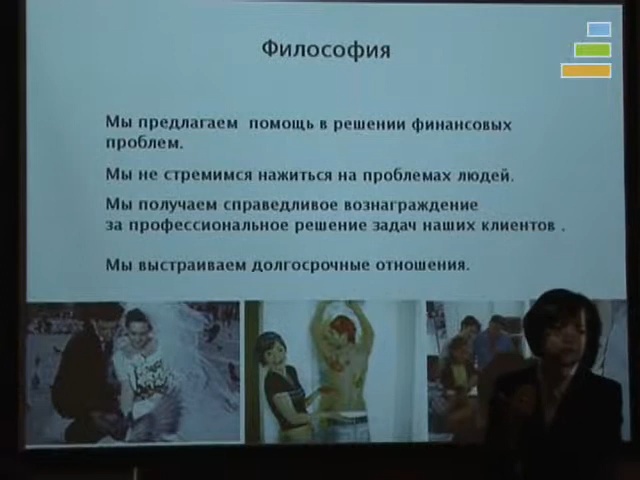 Философия
Мы предлагаем помощь в решении финансовых
проблем.
Мы не стремимся нажиться на проблемах людей.
Мы получаем справедливое вознаграждение
за профессиональное решение задач наших клиентов .
Мы выстраиваем долгосрочные отношения.